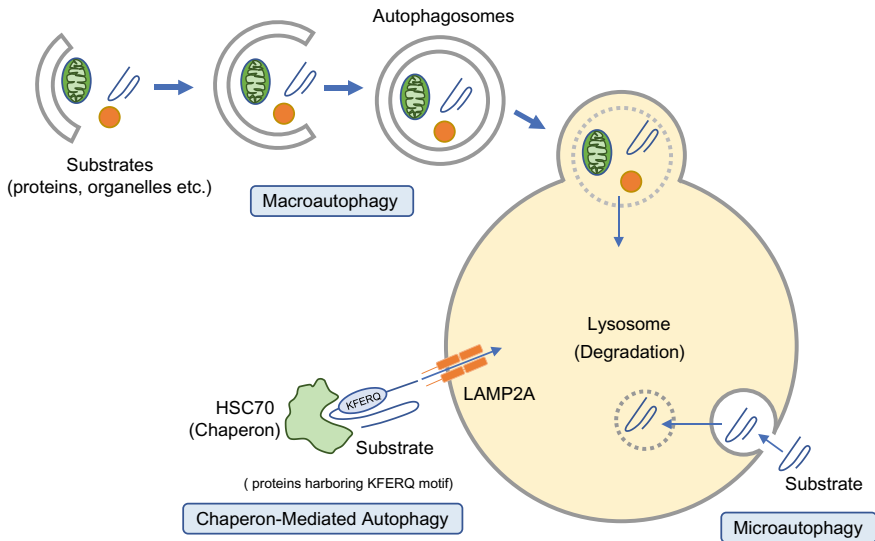 Autophagosomes
Substrates
(proteins, organelles etc.)
Macroautophagy
Lysosome
(Degradation)
LAMP2A
KFERQ
HSC70
(Chaperon)
Substrate
( proteins harboring KFERQ motif)
Chaperon-Mediated Autophagy
Substrate
Microautophagy